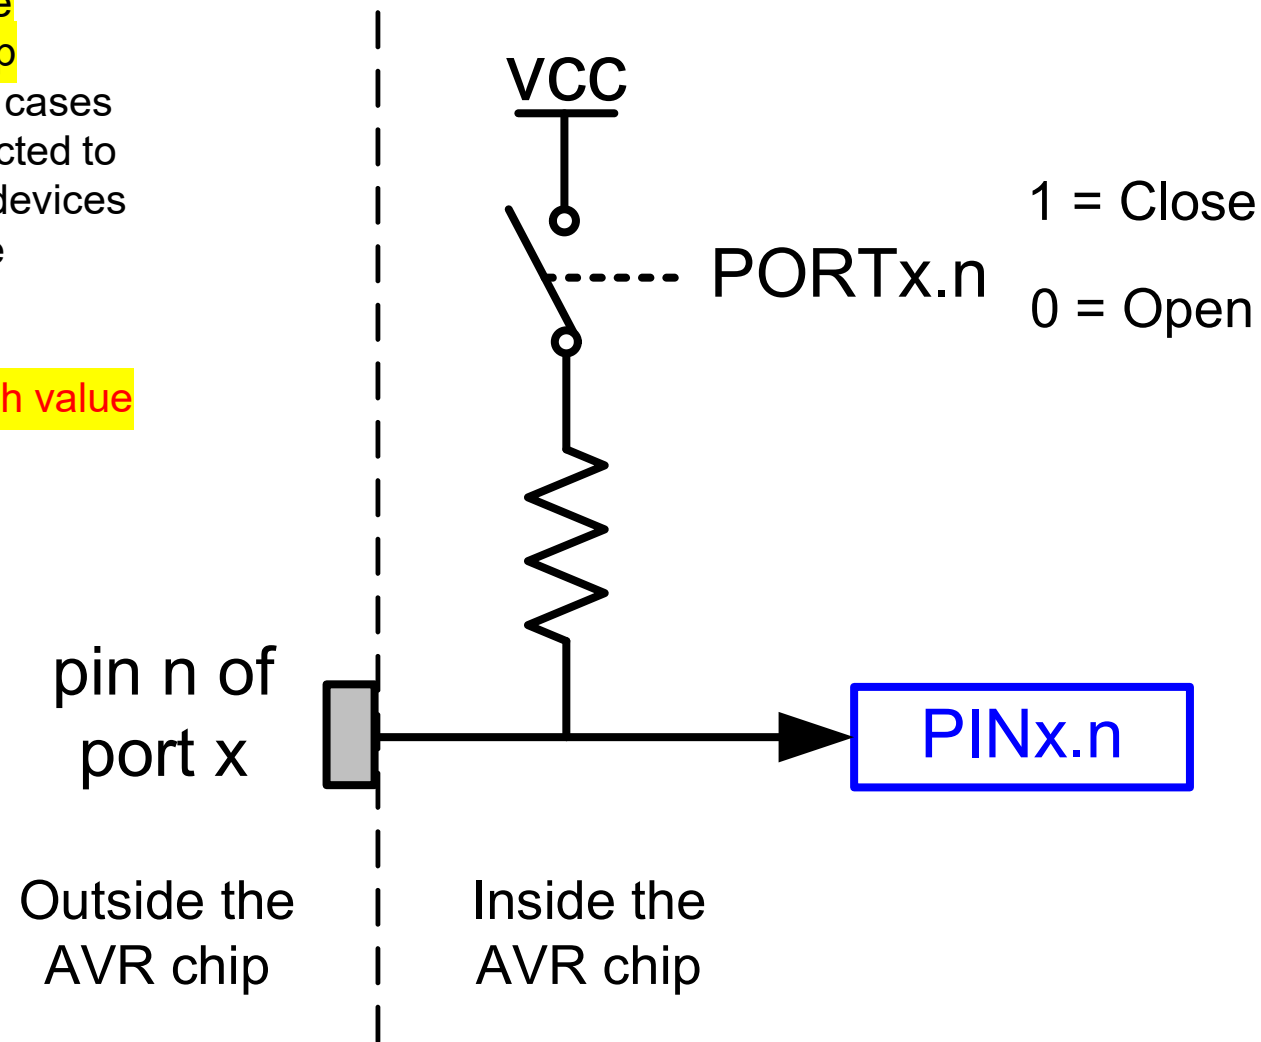 cases
cted to
devices
h value
vcc
1 = Close
PORTx.n
0 = Open
pin n of
port x
PINx.n
Outside the
AVR chip
Inside the
AVR chip